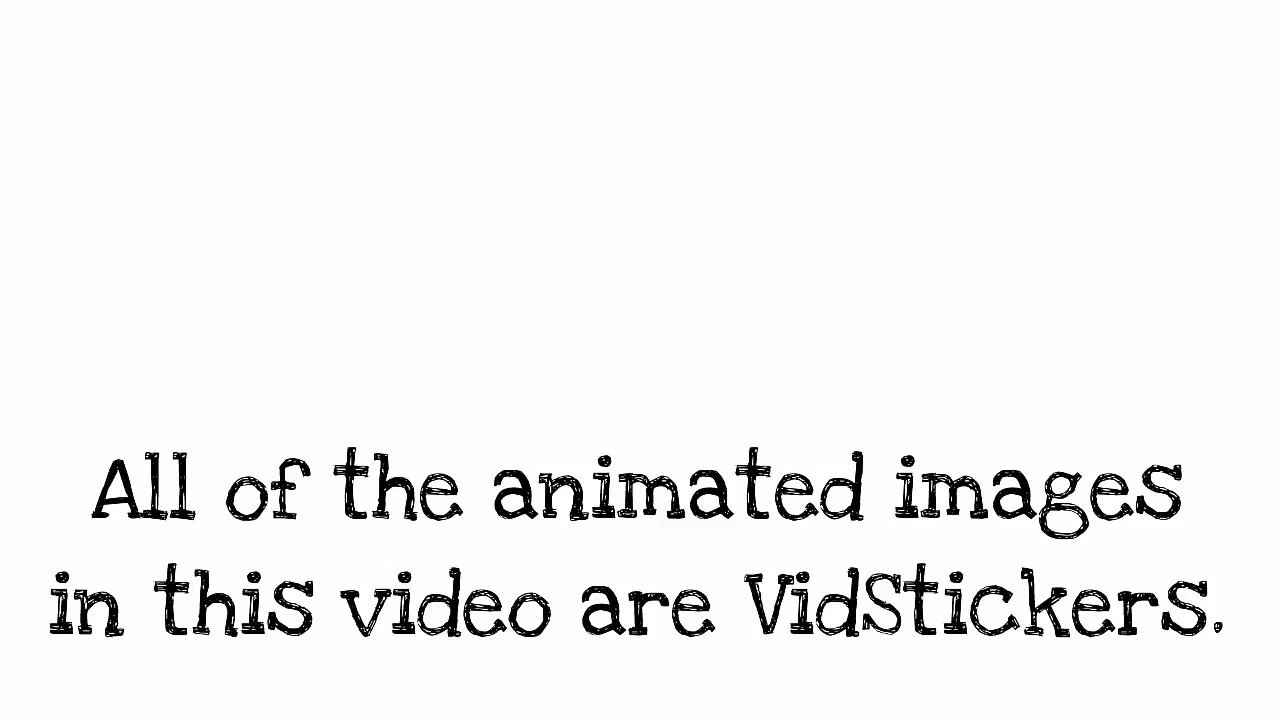 All of the animated images
in this video are VidStickers.